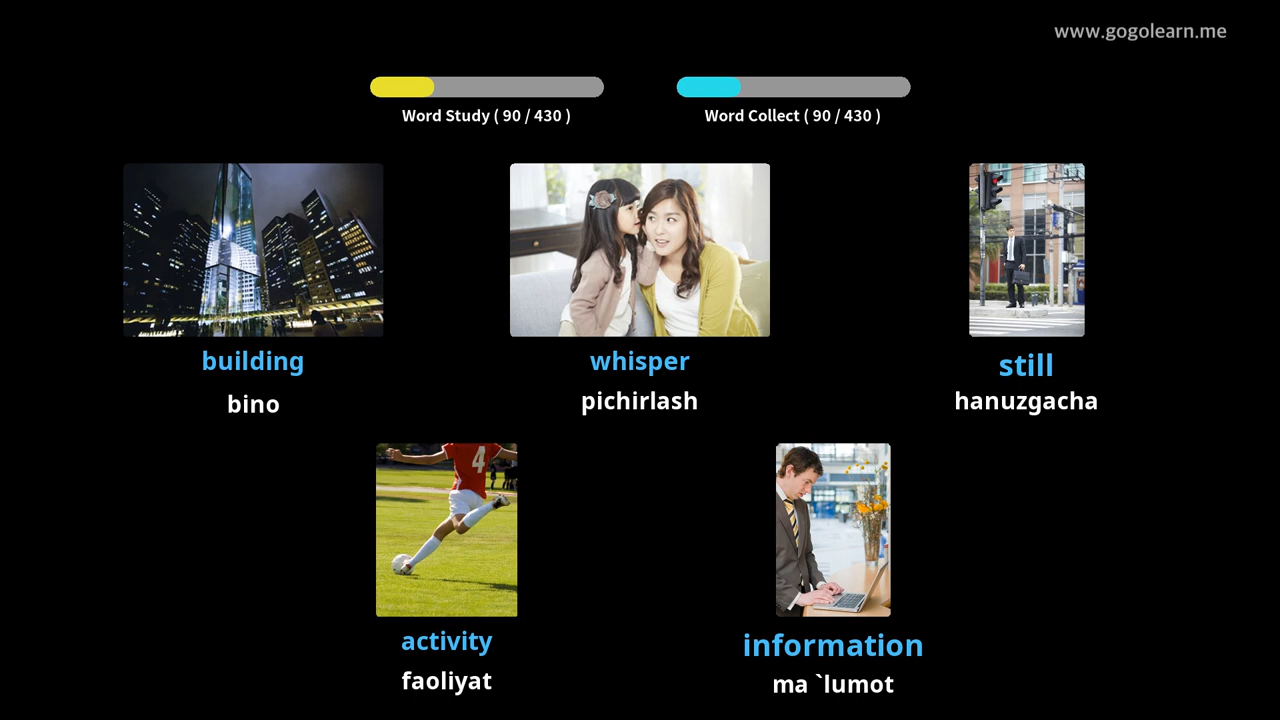 www.gogolearn.me
Word Study ( 90 / 430 )
Word Collect ( 90 / 430 )
building
bino
whisper
pichirlash
still
hanuzgacha
4
activity
faoliyat
information
ma `lumot